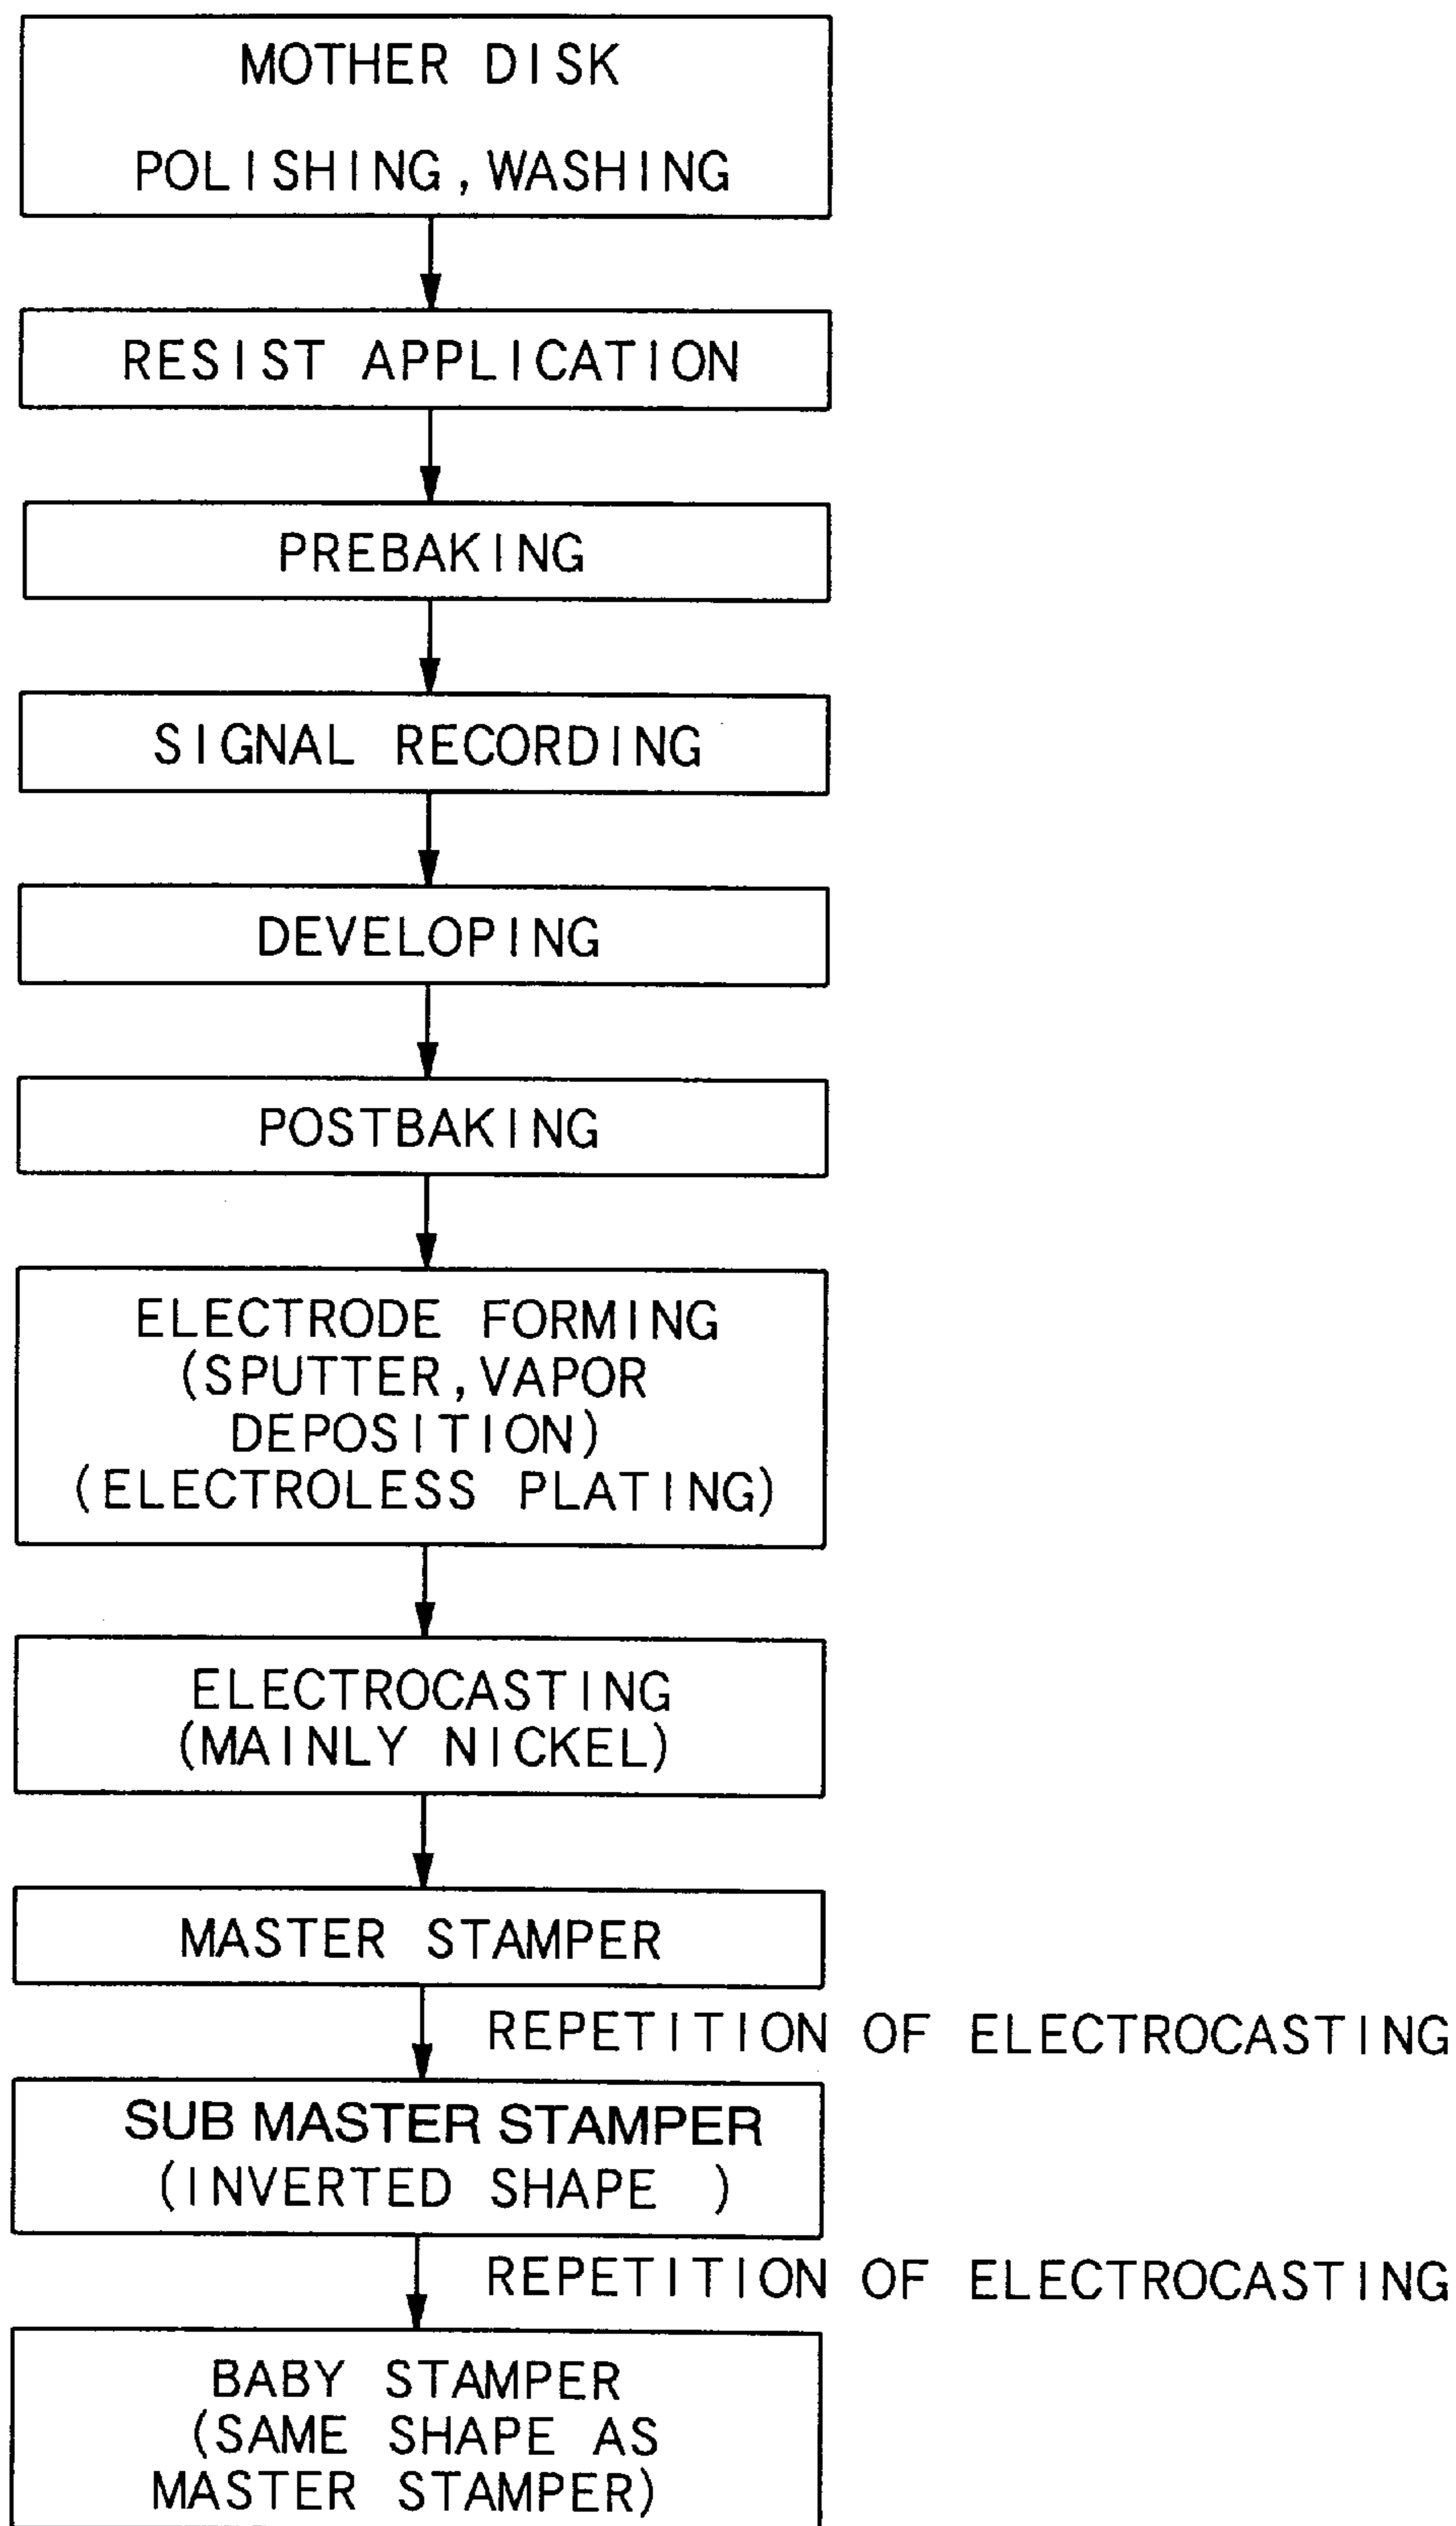 MOTHER DISK
POLISHING, WASHING
RESIST APPLICATION
PREBAKING
SIGNAL RECORDING
DEVELOPING
POSTBAKING
ELECTRODE FORMING
(SPUTTER, VAPOR
DEPOSITION)
(ELECTROLESS PLATING)
ELECTROCASTING
(MAINLY NICKEL)
MASTER STAMPER
REPETITION OF ELECTROCASTING
SUB MASTER STAMPER
(INVERTED SHAPE )
REPETITION OF ELECTROCASTING
BABY STAMPER
(SAME SHAPE AS
MASTER STAMPER)